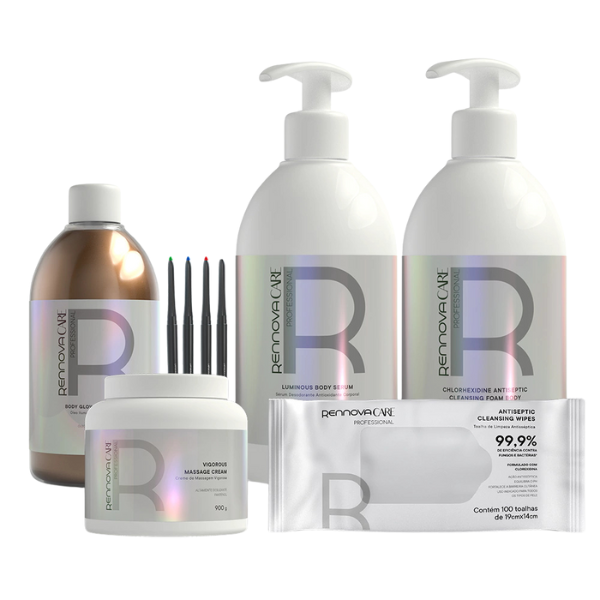 RENNOVA CARE
PROFESSIONAL
R
BODY GLOW
RENNOVA CARE
PROFESSIONAL
R
LUMINOUS BODY SERUM
RENNOVA CARE
PROFESSIONAL
R
CHLORHEXIDINE ANTISEPTIC
CLEANSING FOAM BODY
RENNOVA CARE
R
VIGOROUS
MASSAGE CREAM
Creme de Massagem Vigorosa
900 g
RENNOVA CARE
PROFESSIONAL
R
ANTISEPTIC
CLEANSING WIPES
Toalha de Limpeza Antisséptica
99,9%
DE EFICIÊNCIA CONTRA
FUNGOS E BACTÉRIAS
FORMULADO COM
CLOREXIDINA
Contém 100 toalhas
de 19cmx14cm